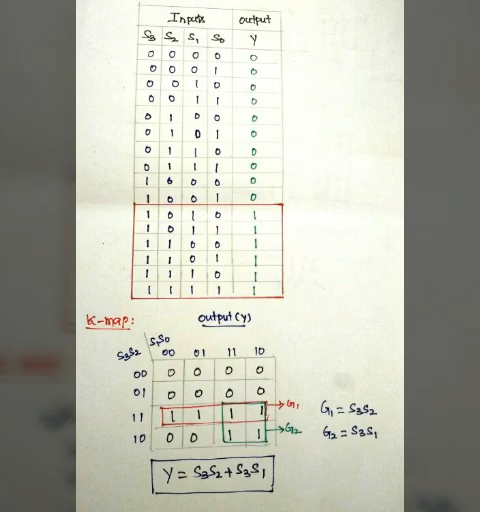 Inputs output
S3 S2 S1 S0 Y
0 0 0 0 0
0 0 0 1 0
0 0 1 0 0
0 0 1 1 0
0 1 0 0 0
0 1 0 1 0
0 1 1 0 0
0 1 1 1 0
1 0 0 0 0
1 0 0 1 0
1 0 1 0 1
1 0 1 1 1
1 1 0 0 1
1 1 0 1 1
1 1 1 0 1
1 1 1 1 1
K-map: output(y)
S1S0
S3S2 00 01 11 10
00 0 0 0 0
01 0 0 0 0
11 1 1 1 1 →G1 G1 = S3S2
10 0 0 1 1 →G2 G2 = S3S1
Y = S3S2 + S3S1